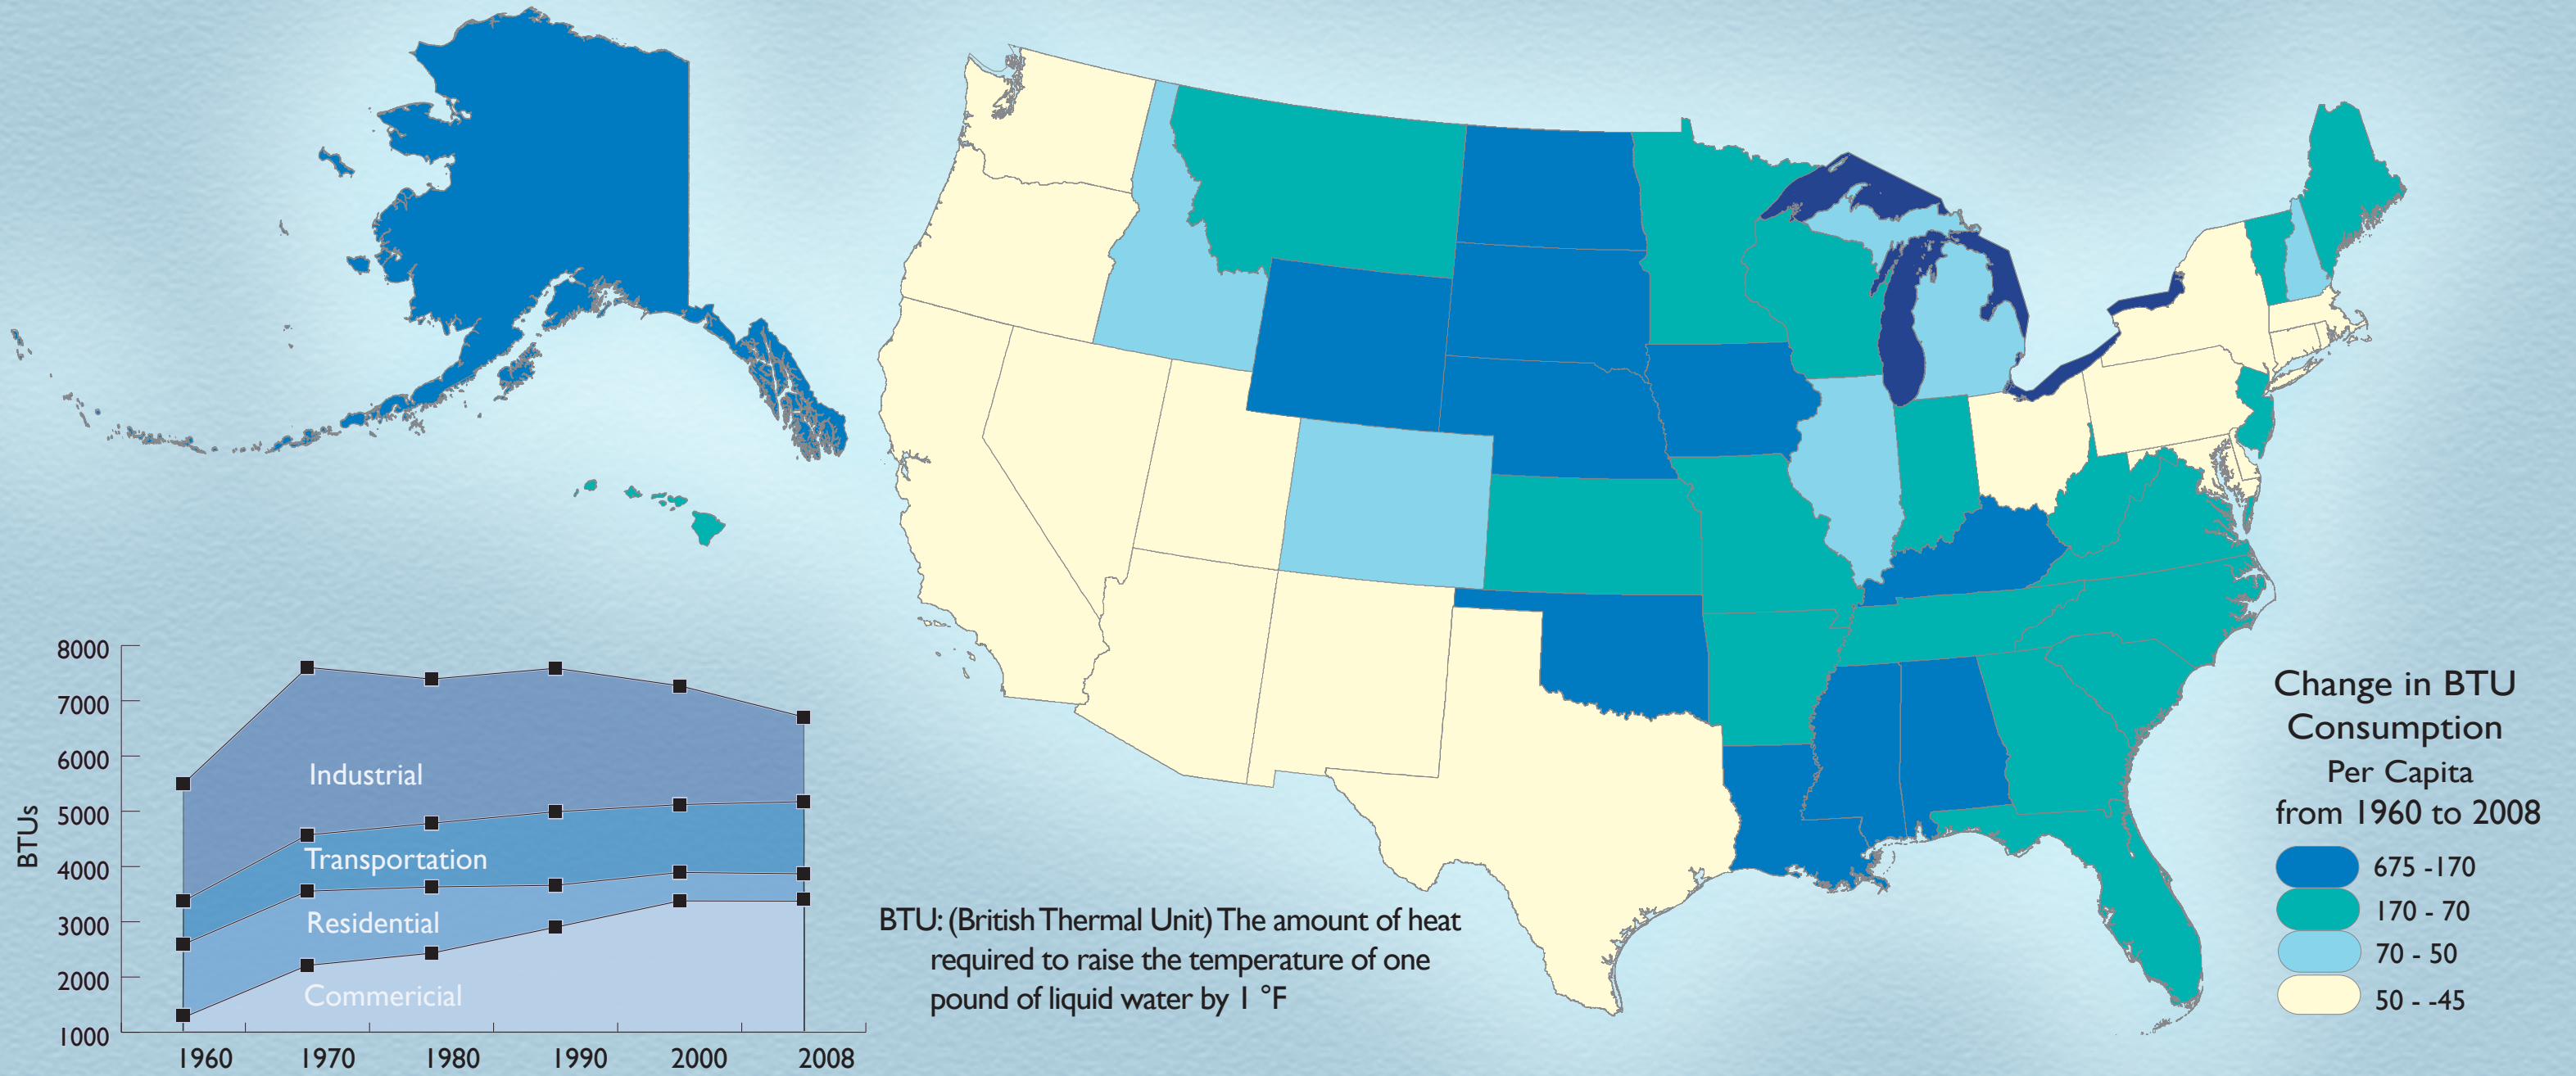 8000
7000
6000
5000
4000
3000
2000
1000
BTUs
Industrial
Transportation
Residential
Commericial
1960 1970 1980 1990 2000 2008
BTU: (British Thermal Unit) The amount of heat
required to raise the temperature of one
pound of liquid water by 1 °F
Change in BTU
Consumption
Per Capita
from 1960 to 2008
675 -170
170 - 70
70 - 50
50 - -45